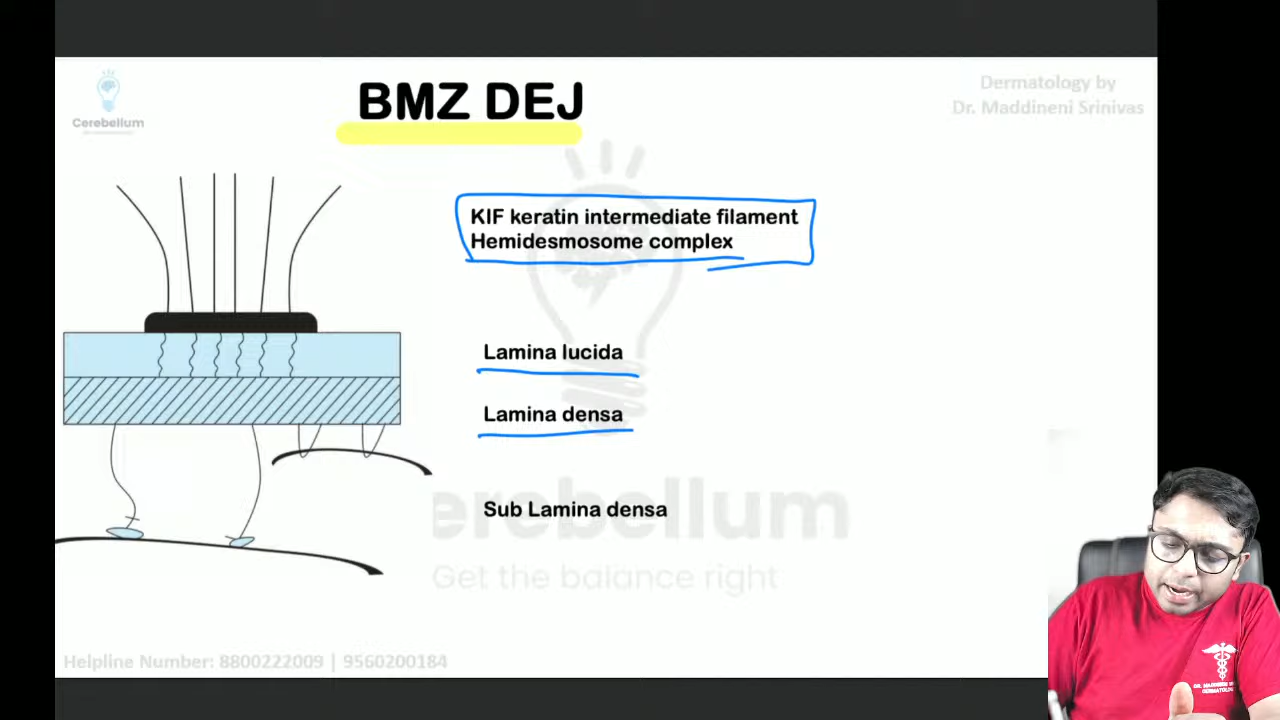 Cerebellum
BMZ DEJ
Dermatology by
Dr. Maddineni Srinivas
KIF keratin intermediate filament
Hemidesmosome complex
Lamina lucida
Lamina densa
Sub Lamina densa
erebellum
Get the balance right
Helpline Number: 8800222009 | 9560200184